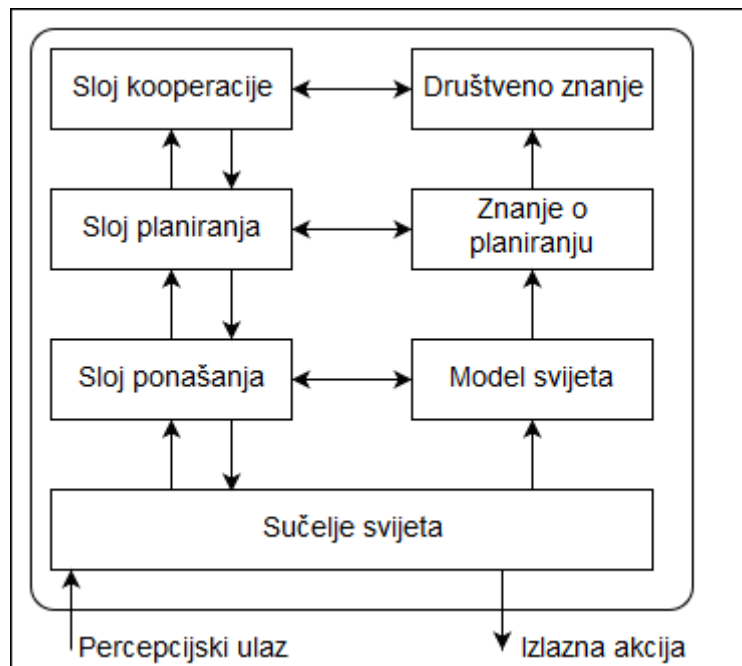 Sloj kooperacije
Društveno znanje
Sloj planiranja
Znanje o
planiranju
Sloj ponašanja
Model svijeta
Sučelje svijeta
Percepcijski ulaz
Izlazna akcija